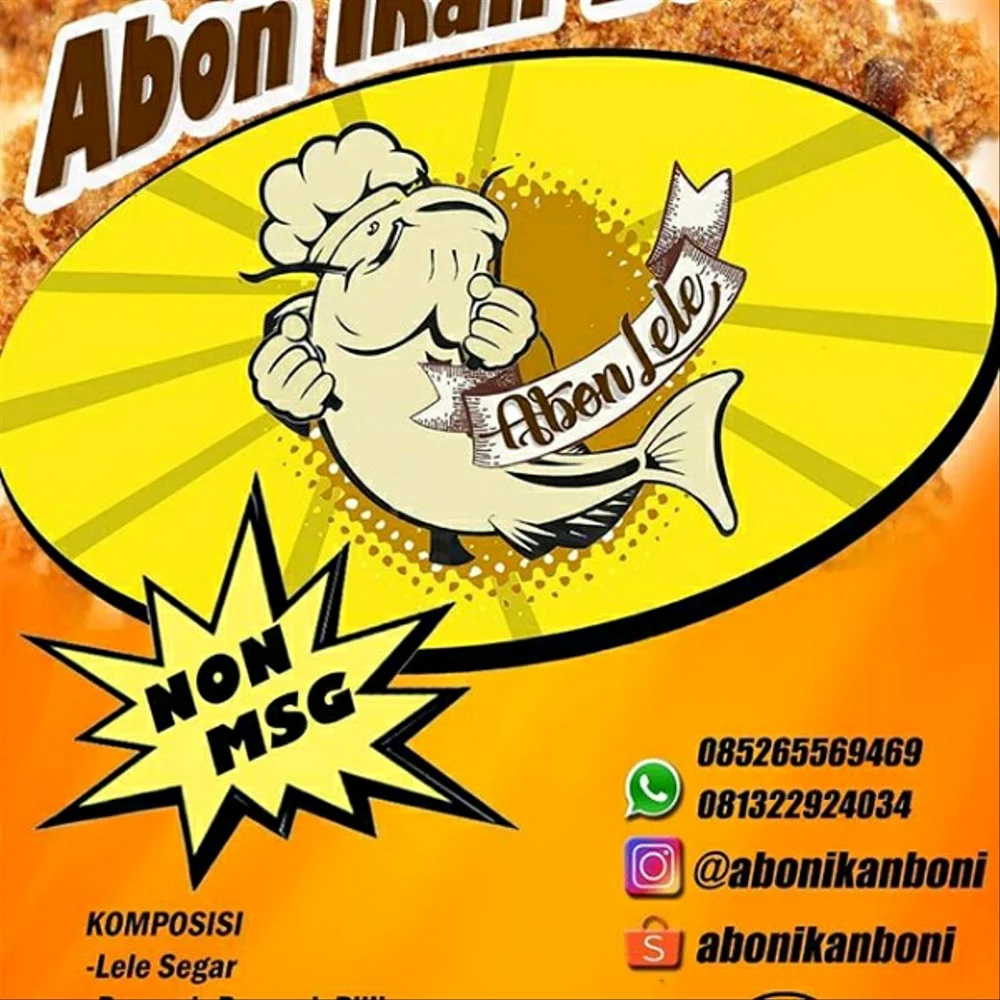 Abon Ikan
Abon Lele
NON
MSG
085265569469
081322924034
@abonikanboni
abonikanboni
KOMPOSISI
-Lele Segar